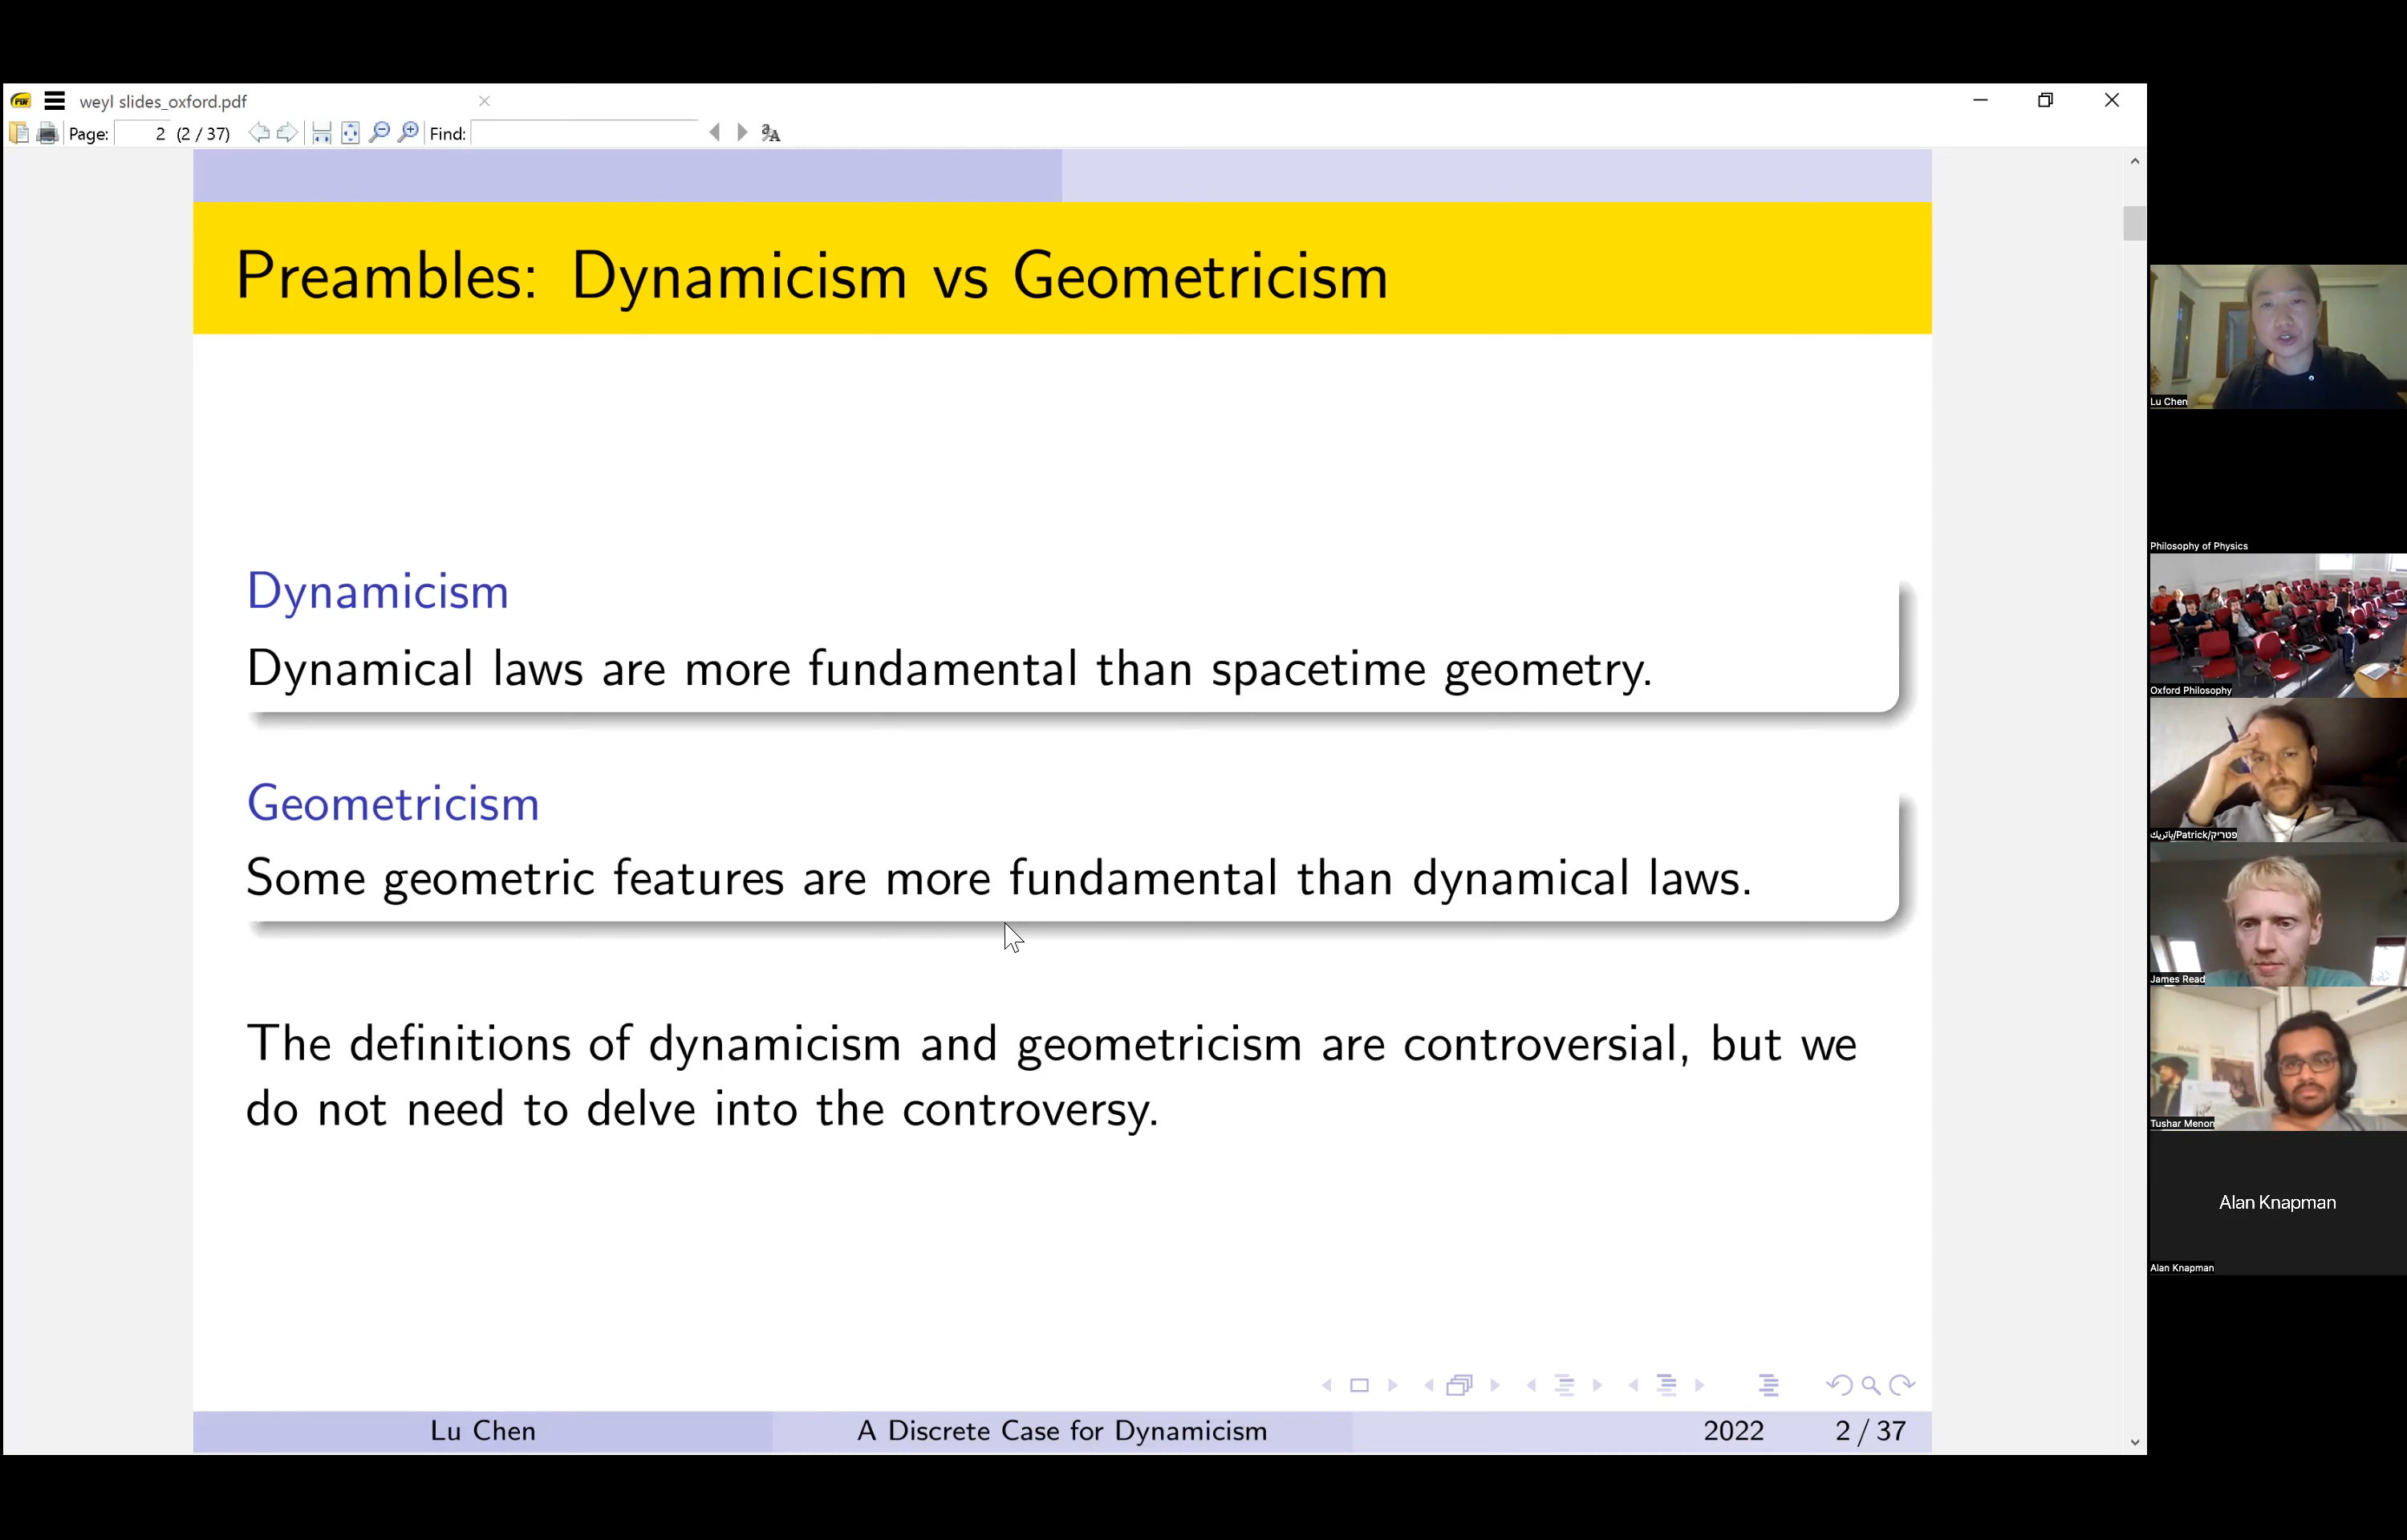 weyl slides_oxford.pdf
Page: 2 (2 / 37) Find:
Preambles: Dynamicism vs Geometricism
Dynamicism
Dynamical laws are more fundamental than spacetime geometry.
Geometricism
Some geometric features are more fundamental than dynamical laws.
The definitions of dynamicism and geometricism are controversial, but we
do not need to delve into the controversy.
Lu Chen A Discrete Case for Dynamicism 2022 2 / 37
Lu Chen
Philosophy of Physics
Oxford Philosophy
پاتریك/Patrick/פטריק
James Read
Tushar Menon
Alan Knapman
Alan Knapman